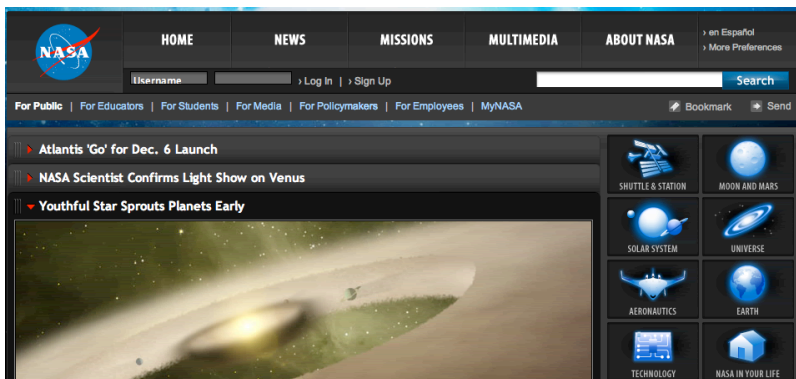 NASA
HOME NEWS MISSIONS MULTIMEDIA ABOUT NASA
› en Español
› More Preferences
Username › Log In | › Sign Up Search
For Public | For Educators | For Students | For Media | For Policymakers | For Employees | MyNASA Bookmark Send
Atlantis 'Go' for Dec. 6 Launch
NASA Scientist Confirms Light Show on Venus
Youthful Star Sprouts Planets Early
SHUTTLE & STATION MOON AND MARS
SOLAR SYSTEM UNIVERSE
AERONAUTICS EARTH
TECHNOLOGY NASA IN YOUR LIFE